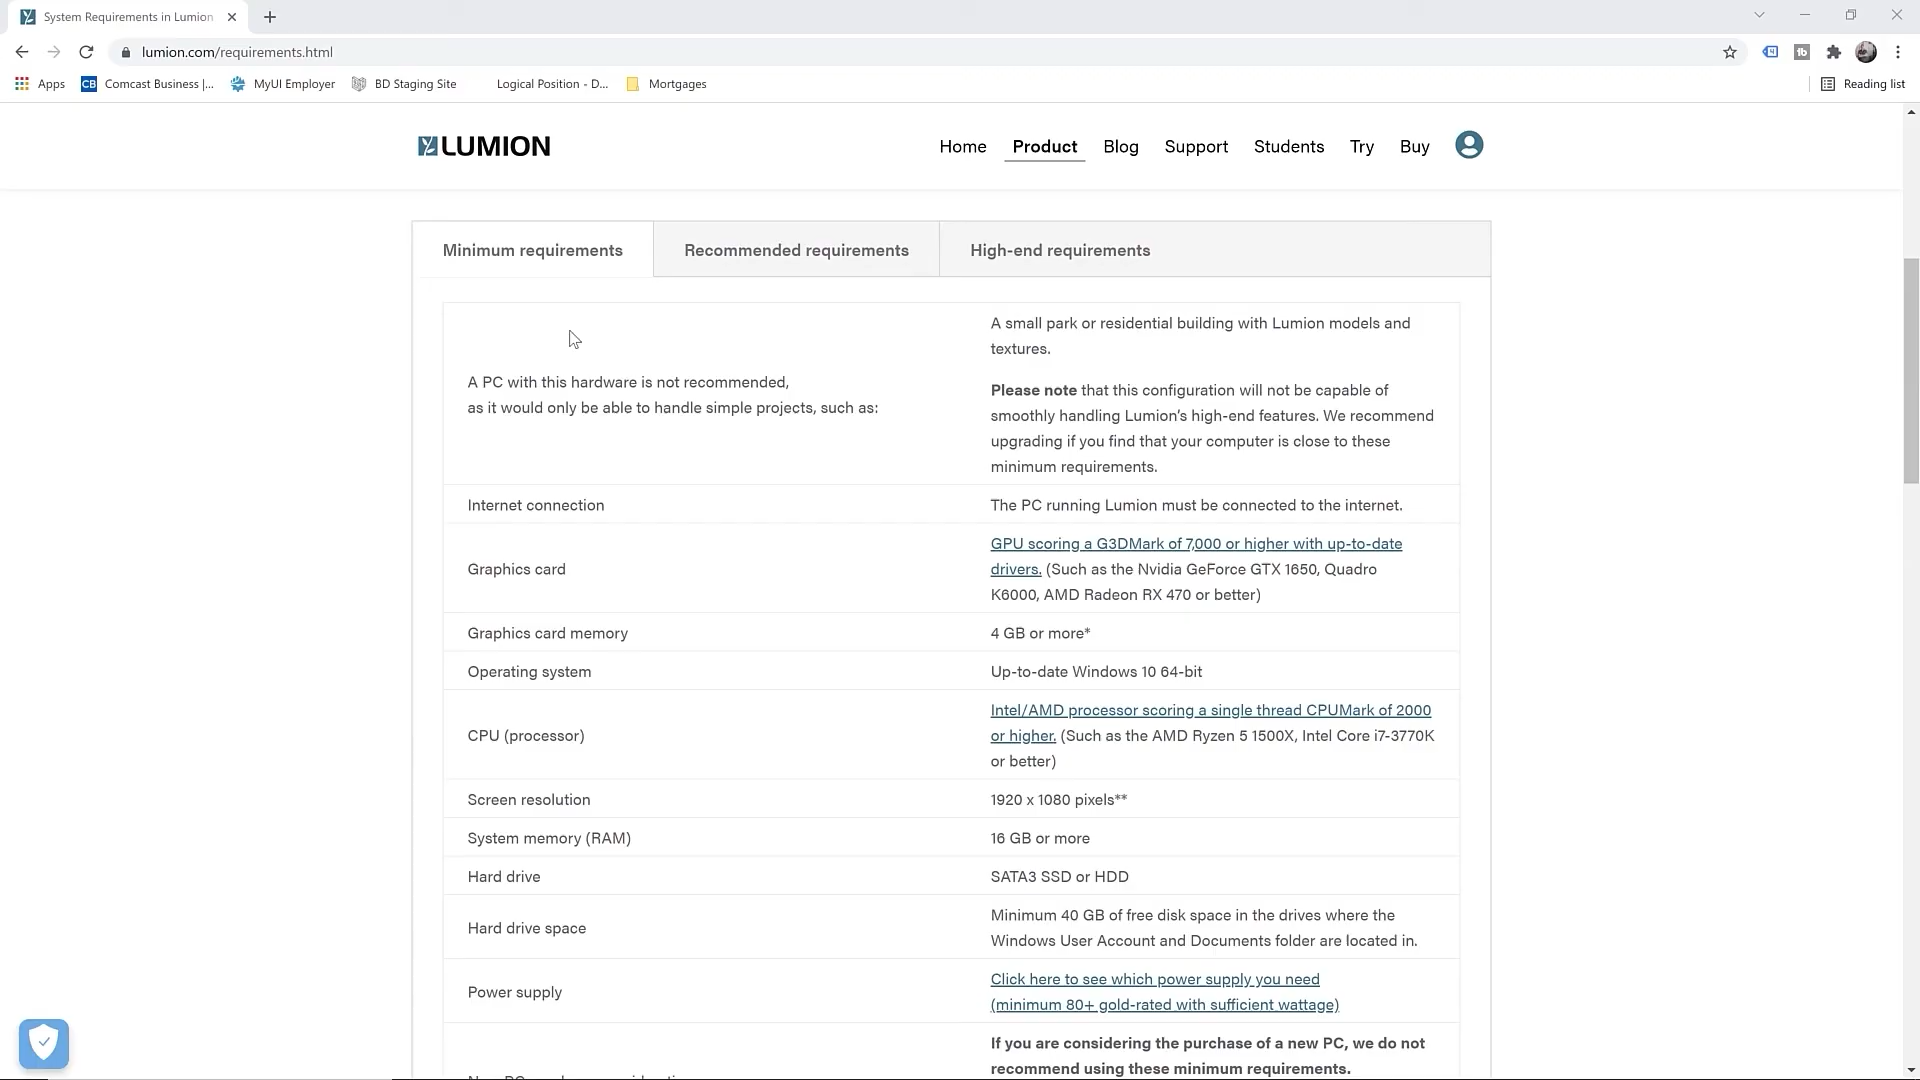 System Requirements in Lumion
lumion.com/requirements.html
Apps
CB
Comcast Business |...
MyUI Employer
BD Staging Site
Logical Position - D...
Mortgages
Reading list
LUMION
Home
Product
Blog
Support
Students
Try
Buy
Minimum requirements
Recommended requirements
High-end requirements
A PC with this hardware is not recommended,
as it would only be able to handle simple projects, such as:
A small park or residential building with Lumion models and
textures.
Please note that this configuration will not be capable of
smoothly handling Lumion's high-end features. We recommend
upgrading if you find that your computer is close to these
minimum requirements.
Internet connection
The PC running Lumion must be connected to the internet.
Graphics card
GPU scoring a G3DMark of 7,000 or higher with up-to-date
drivers. (Such as the Nvidia GeForce GTX 1650, Quadro
K6000, AMD Radeon RX 470 or better)
Graphics card memory
4 GB or more*
Operating system
Up-to-date Windows 10 64-bit
CPU (processor)
Intel/AMD processor scoring a single thread CPUMark of 2000
or higher. (Such as the AMD Ryzen 5 1500X, Intel Core i7-3770K
or better)
Screen resolution
1920 x 1080 pixels**
System memory (RAM)
16 GB or more
Hard drive
SATA3 SSD or HDD
Hard drive space
Minimum 40 GB of free disk space in the drives where the
Windows User Account and Documents folder are located in.
Power supply
Click here to see which power supply you need
(minimum 80+ gold-rated with sufficient wattage)
If you are considering the purchase of a new PC, we do not
recommend using these minimum requirements.